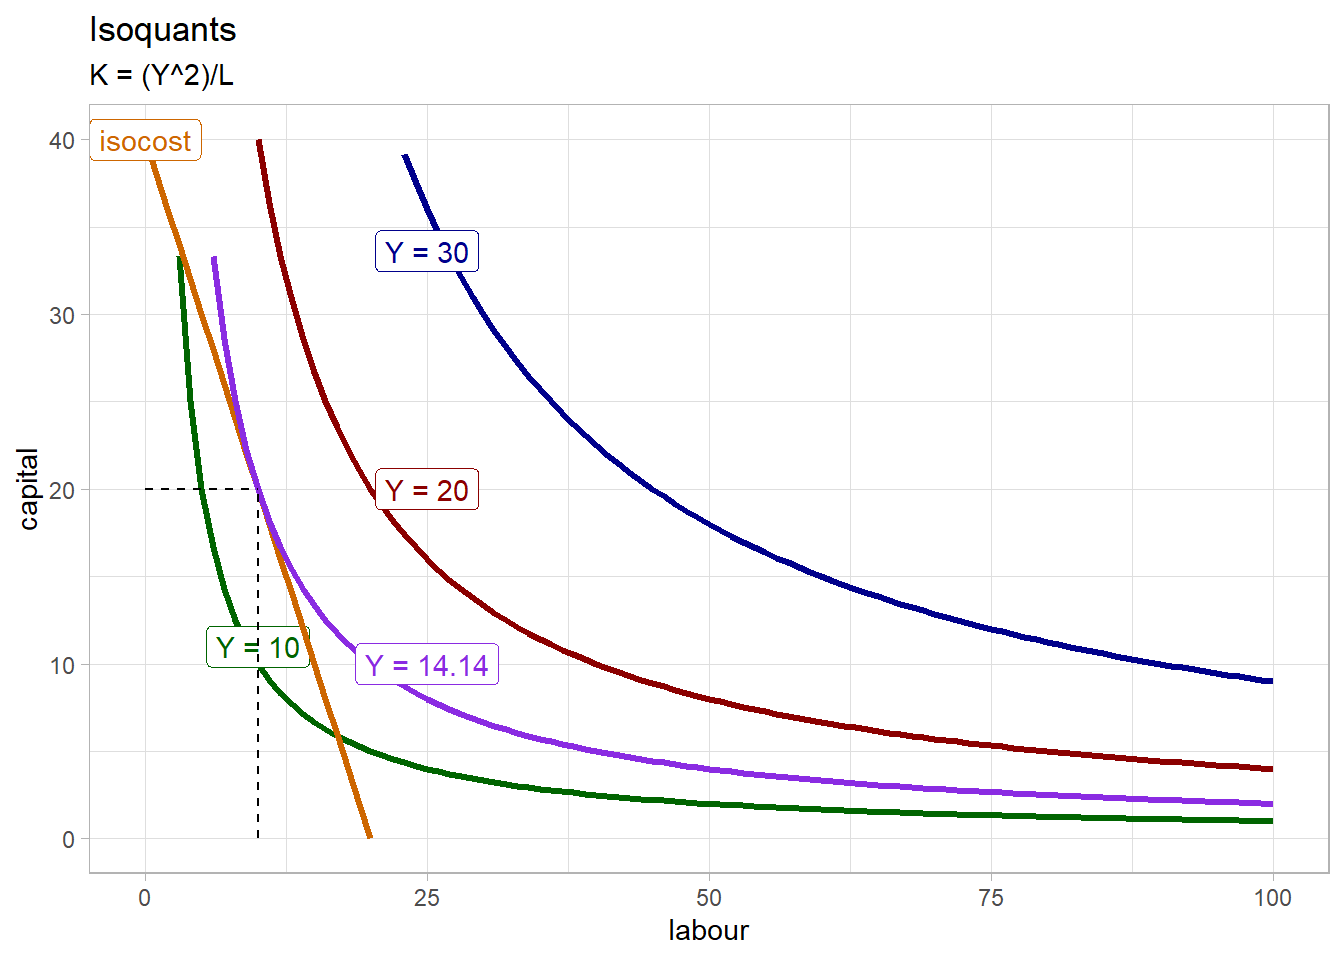 Isoquants
K = (Y^2)/L
isocost
Y = 30
Y = 20
Y = 10
Y = 14.14
40
30
20
10
0
capital
0
25
50
75
100
labour